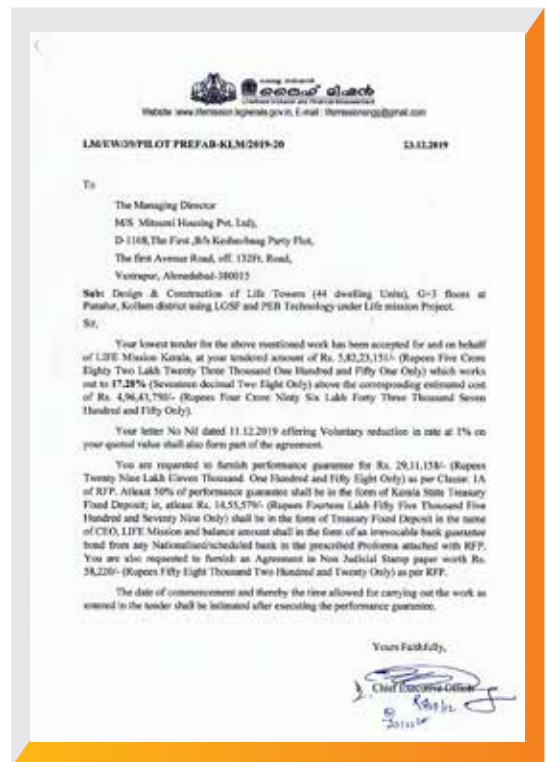 ലൈഫ് മിഷൻ
Livelihood Inclusion and Financial Empowerment
Website: www.lifemission.lsgkerala.gov.in, E-mail : lifemissionengg@gmail.com
LM/EW/39/PILOT PREFAB-KLM/2019-20 23.12.2019
To
The Managing Director
M/S Mitsumi Housing Pvt. Ltd),
D-1108,The First ,B/h Keshavbaug Party Plot,
The first Avenue Road, off. 132Ft. Road,
Vastrapur, Ahmedabad-380015
Sub: Design & Construction of Life Towers (44 dwelling Units), G+3 floors at
Punalur, Kollam district using LGSF and PEB Technology under Life mission Project.
Sir,
Your lowest tender for the above mentioned work has been accepted for and on behalf
of LIFE Mission Kerala, at your tendered amount of Rs. 5,82,23,151/- (Rupees Five Crore
Eighty Two Lakh Twenty Three Thousand One Hundred and Fifty One Only) which works
out to 17.28% (Seventeen decimal Two Eight Only) above the corresponding estimated cost
of Rs. 4,96,43,750/- (Rupees Four Crore Ninty Six Lakh Forty Three Thousand Seven
Hundred and Fifty Only).
Your letter No Nil dated 11.12.2019 offering Voluntary reduction in rate at 1% on
your quoted value shall also form part of the agreement.
You are requested to furnish performance guarantee for Rs. 29,11,158/- (Rupees
Twenty Nine Lakh Eleven Thousand One Hundred and Fifty Eight Only) as per Clause: 1A
of RFP. Atleast 50% of performance guarantee shall be in the form of Kerala State Treasury
Fixed Deposit; ie, atleast Rs. 14,55,579/- (Rupees Fourteen Lakh Fifty Five Thousand Five
Hundred and Seventy Nine Only) shall be in the form of Treasury Fixed Deposit in the name
of CEO, LIFE Mission and balance amount shall in the form of an irrevocable bank guarantee
bond from any Nationalised/scheduled bank in the prescribed Proforma attached with RFP.
You are also requested to furnish an Agreement in Non Judicial Stamp paper worth Rs.
58,220/- (Rupees Fifty Eight Thousand Two Hundred and Twenty Only) as per RFP.
The date of commencement and thereby the time allowed for carrying out the work as
entered in the tender shall be intimated after executing the performance guarantee.
Yours Faithfully,
Chief Executive Officer